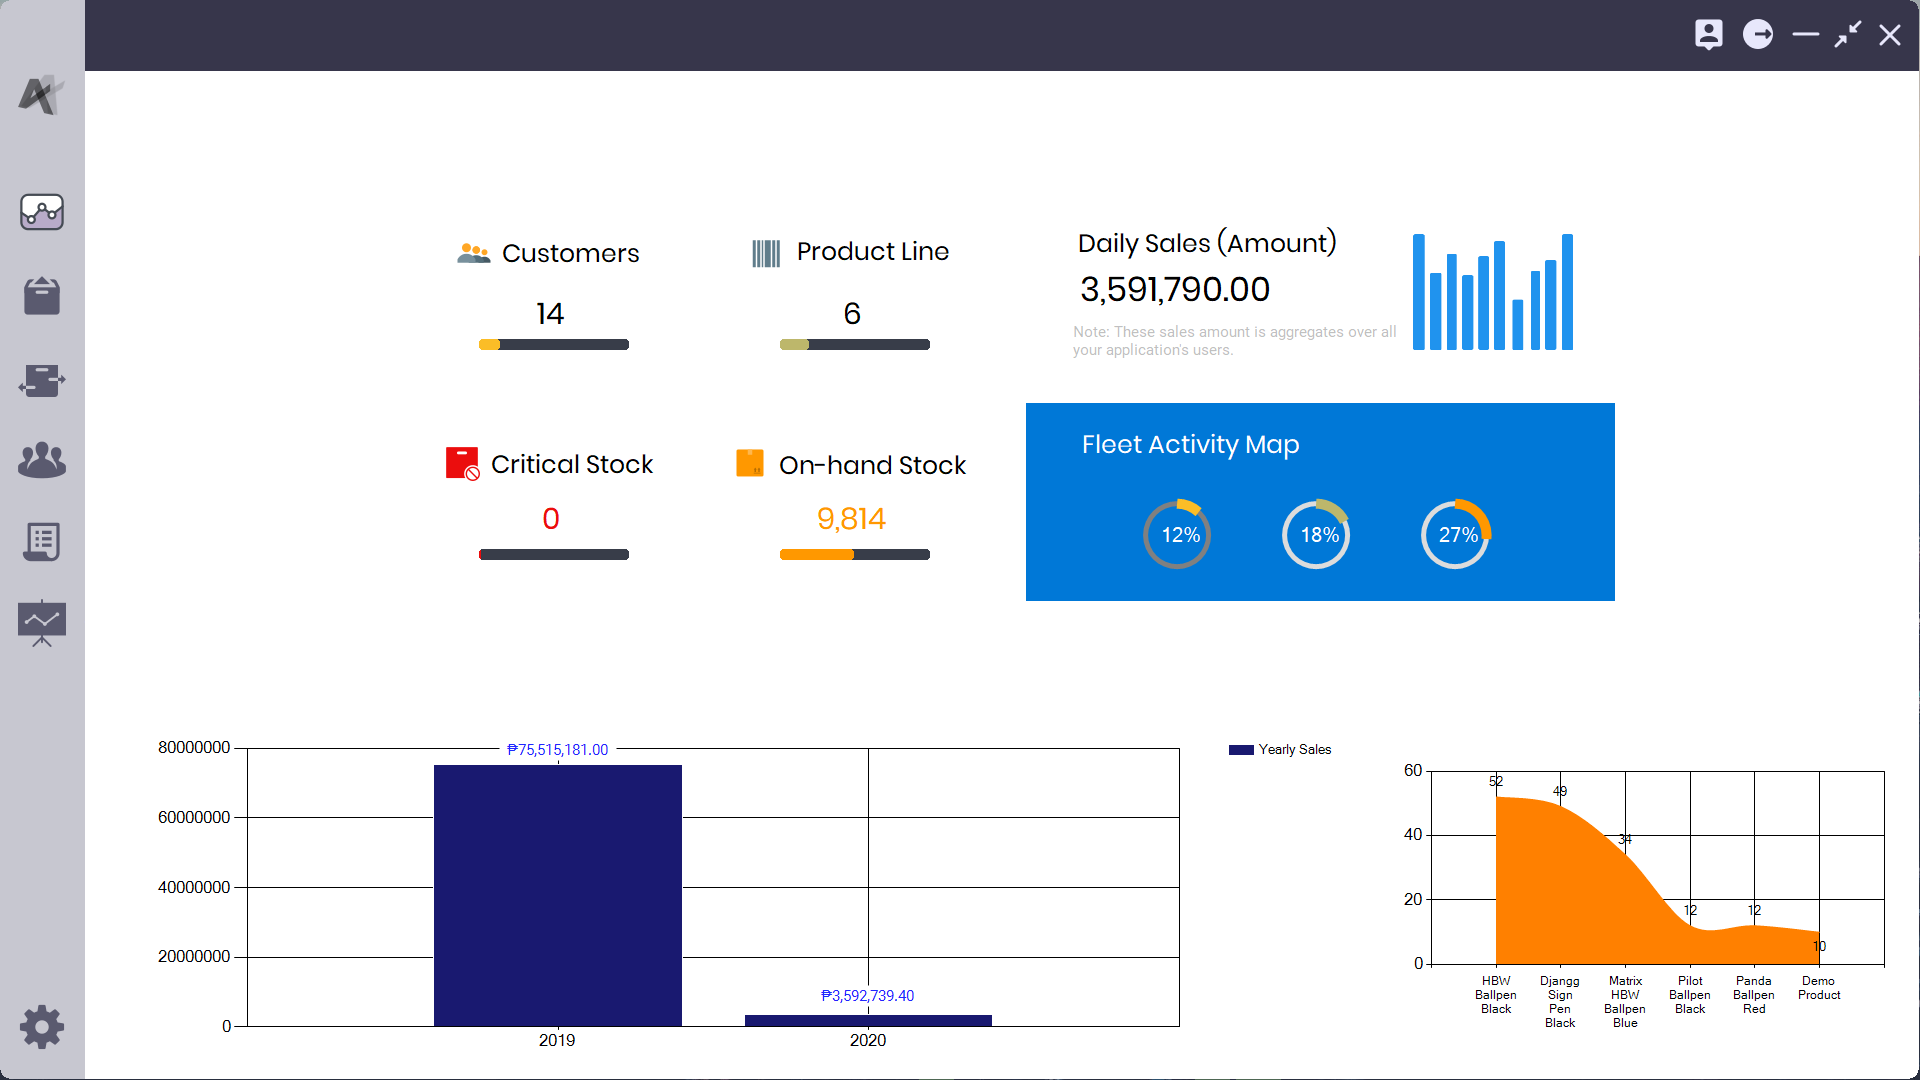 Customers
14
Product Line
6
Daily Sales (Amount)
3,591,790.00
Note: These sales amount is aggregates over all
your application's users.
Critical Stock
0
On-hand Stock
9,814
Fleet Activity Map
12%
18%
27%
80000000
60000000
40000000
20000000
0
₱75,515,181.00
₱3,592,739.40
2019
2020
Yearly Sales
60
40
20
0
52
49
34
12
12
10
HBW
Ballpen
Black
Djangg
Sign
Pen
Black
Matrix
HBW
Ballpen
Blue
Pilot
Ballpen
Black
Panda
Ballpen
Red
Demo
Product